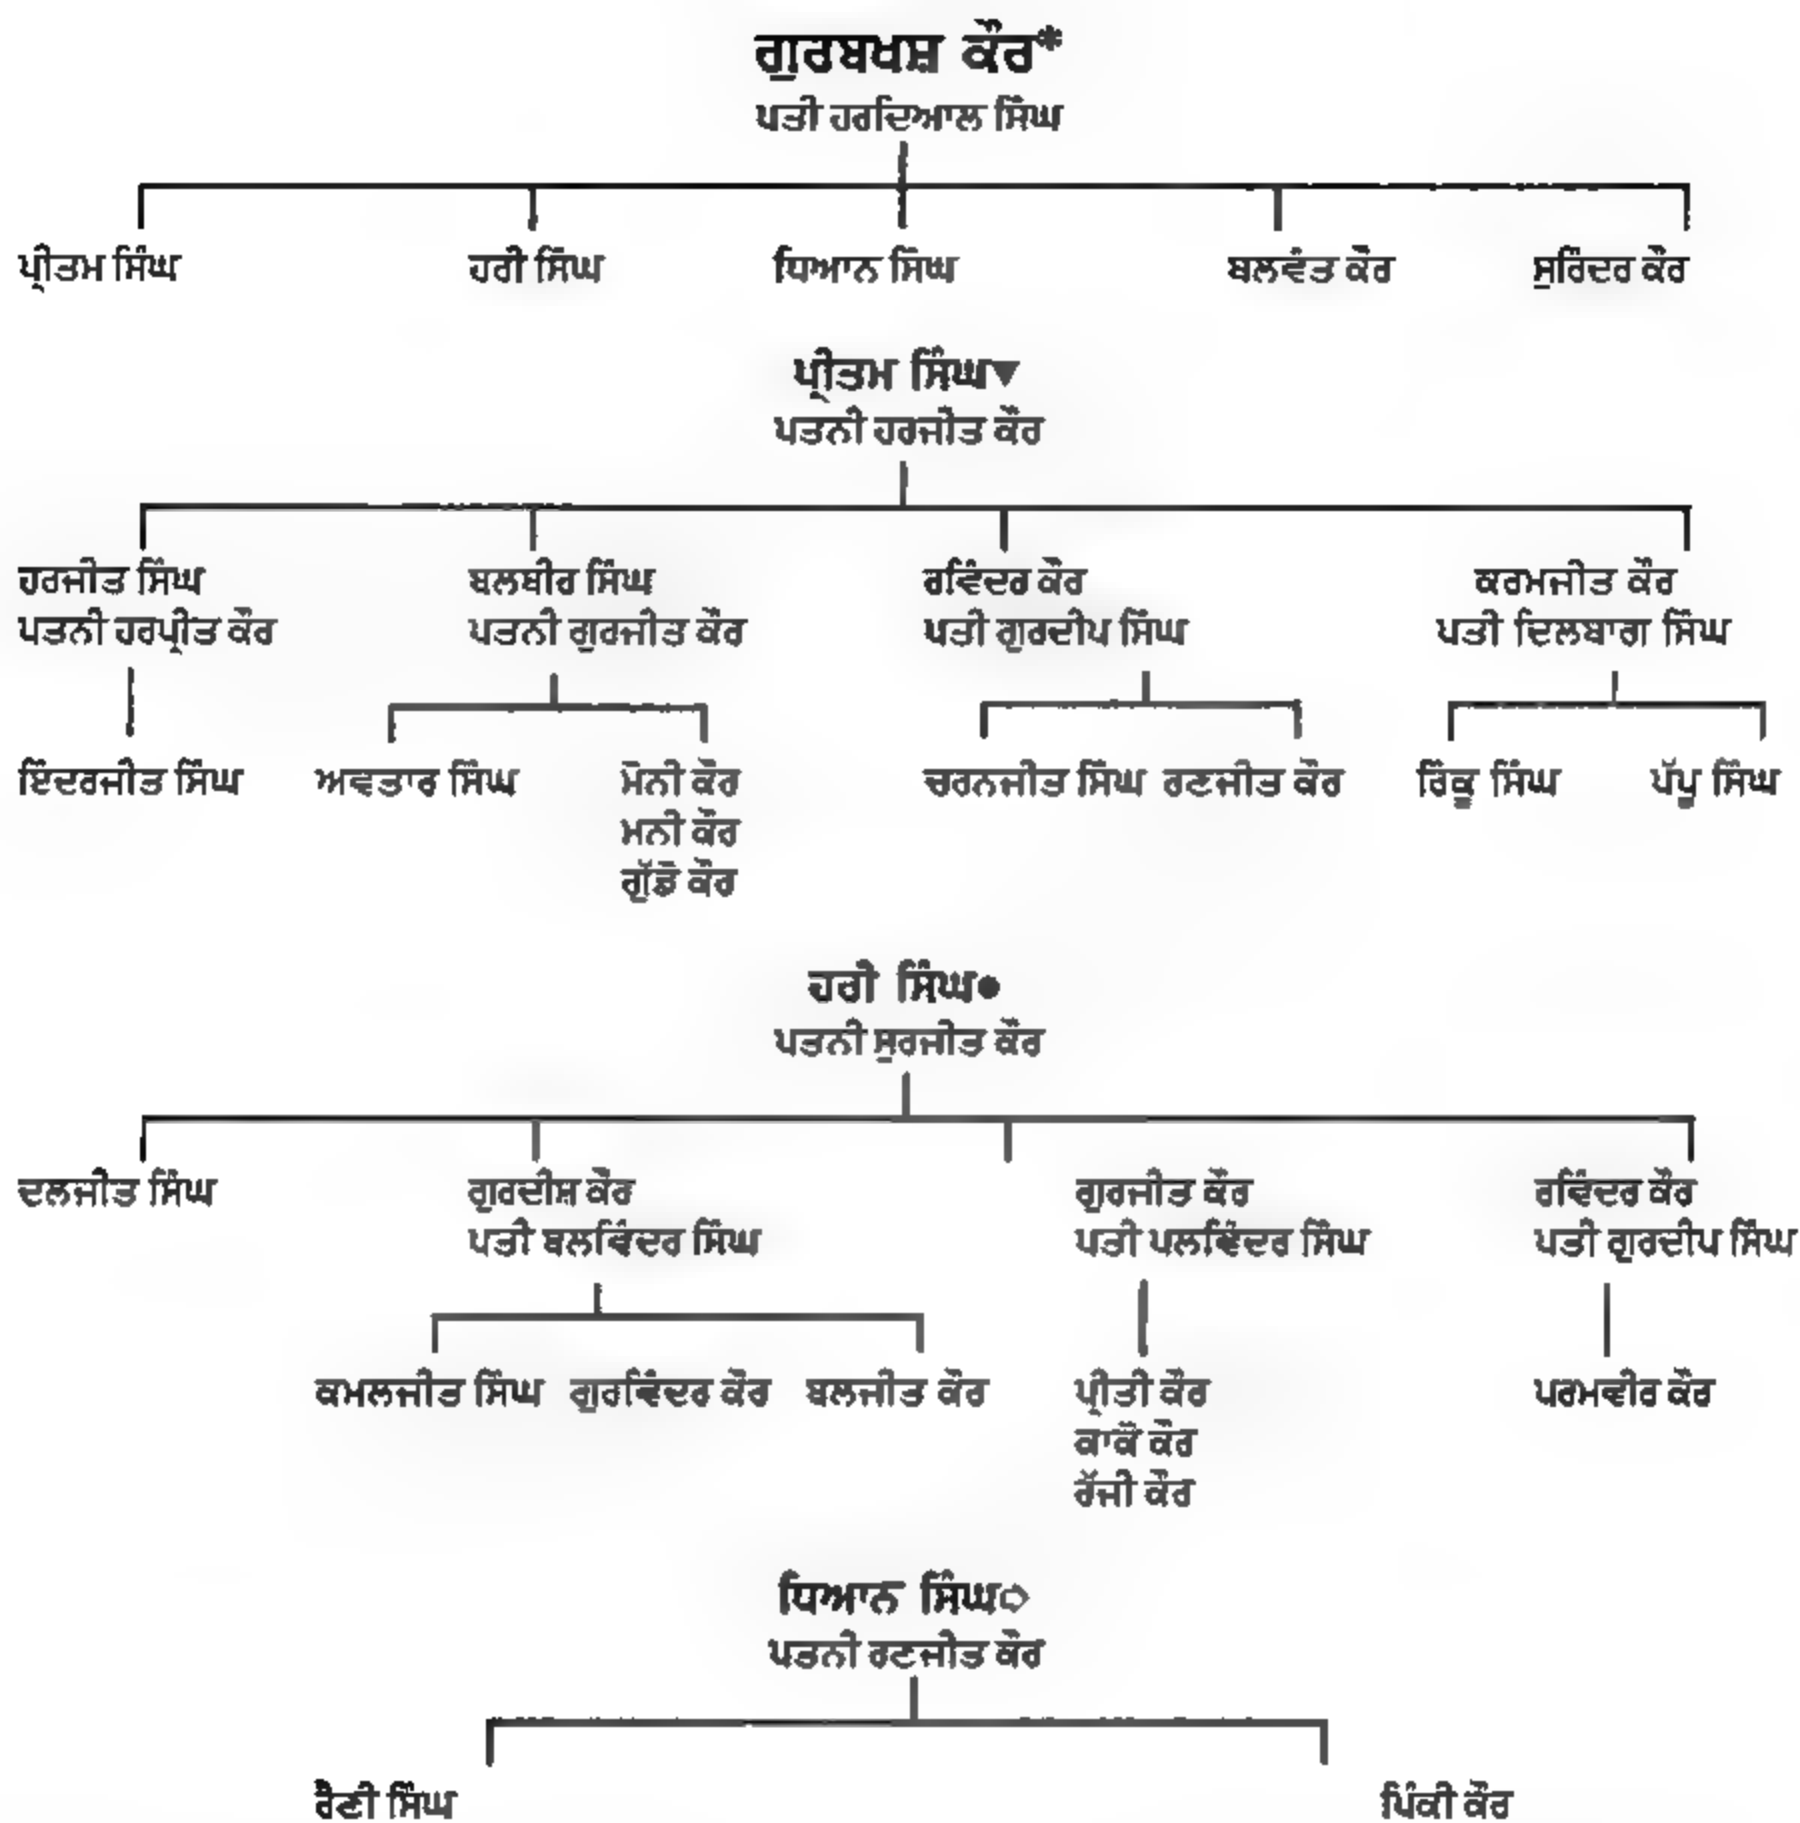 ਗੁਰਬਖਸ਼ ਕੌਰ*
ਪਤੀ ਹਰਦਿਆਲ ਸਿੰਘ
ਪ੍ਰੀਤਮ ਸਿੰਘ ਹਰੀ ਸਿੰਘ ਧਿਆਨ ਸਿੰਘ ਬਲਵੰਤ ਕੌਰ ਸੁਰਿੰਦਰ ਕੌਰ
ਪ੍ਰੀਤਮ ਸਿੰਘ▼
ਪਤਨੀ ਹਰਜੀਤ ਕੌਰ
ਹਰਜੀਤ ਸਿੰਘ ਬਲਬੀਰ ਸਿੰਘ ਰਵਿੰਦਰ ਕੌਰ ਕਰਮਜੀਤ ਕੌਰ
ਪਤਨੀ ਹਰਪ੍ਰੀਤ ਕੌਰ ਪਤਨੀ ਗੁਰਜੀਤ ਕੌਰ ਪਤੀ ਗੁਰਦੀਪ ਸਿੰਘ ਪਤੀ ਦਿਲਬਾਗ ਸਿੰਘ
ਇੰਦਰਜੀਤ ਸਿੰਘ ਅਵਤਾਰ ਸਿੰਘ ਮੋਨੀ ਕੌਰ ਚਰਨਜੀਤ ਸਿੰਘ ਰਣਜੀਤ ਕੌਰ ਰਿੰਕੂ ਸਿੰਘ ਪੱਪੂ ਸਿੰਘ
ਮਨੀ ਕੌਰ
ਗੁੱਡੋ ਕੌਰ
ਹਰੀ ਸਿੰਘ●
ਪਤਨੀ ਸੁਰਜੀਤ ਕੌਰ
ਦਲਜੀਤ ਸਿੰਘ ਗੁਰਦੀਸ਼ ਕੌਰ ਗੁਰਜੀਤ ਕੌਰ ਰਵਿੰਦਰ ਕੌਰ
ਪਤੀ ਬਲਵਿੰਦਰ ਸਿੰਘ ਪਤੀ ਪਲਵਿੰਦਰ ਸਿੰਘ ਪਤੀ ਗੁਰਦੀਪ ਸਿੰਘ
ਕਮਲਜੀਤ ਸਿੰਘ ਗੁਰਵਿੰਦਰ ਕੌਰ ਬਲਜੀਤ ਕੌਰ ਪ੍ਰੀਤੀ ਕੌਰ ਪਰਮਵੀਰ ਕੌਰ
ਕਾਕੋ ਕੌਰ
ਰੱਜੀ ਕੌਰ
ਧਿਆਨ ਸਿੰਘ➪
ਪਤਨੀ ਰਣਜੀਤ ਕੌਰ
ਰੈਣੀ ਸਿੰਘ ਪਿੰਕੀ ਕੌਰ